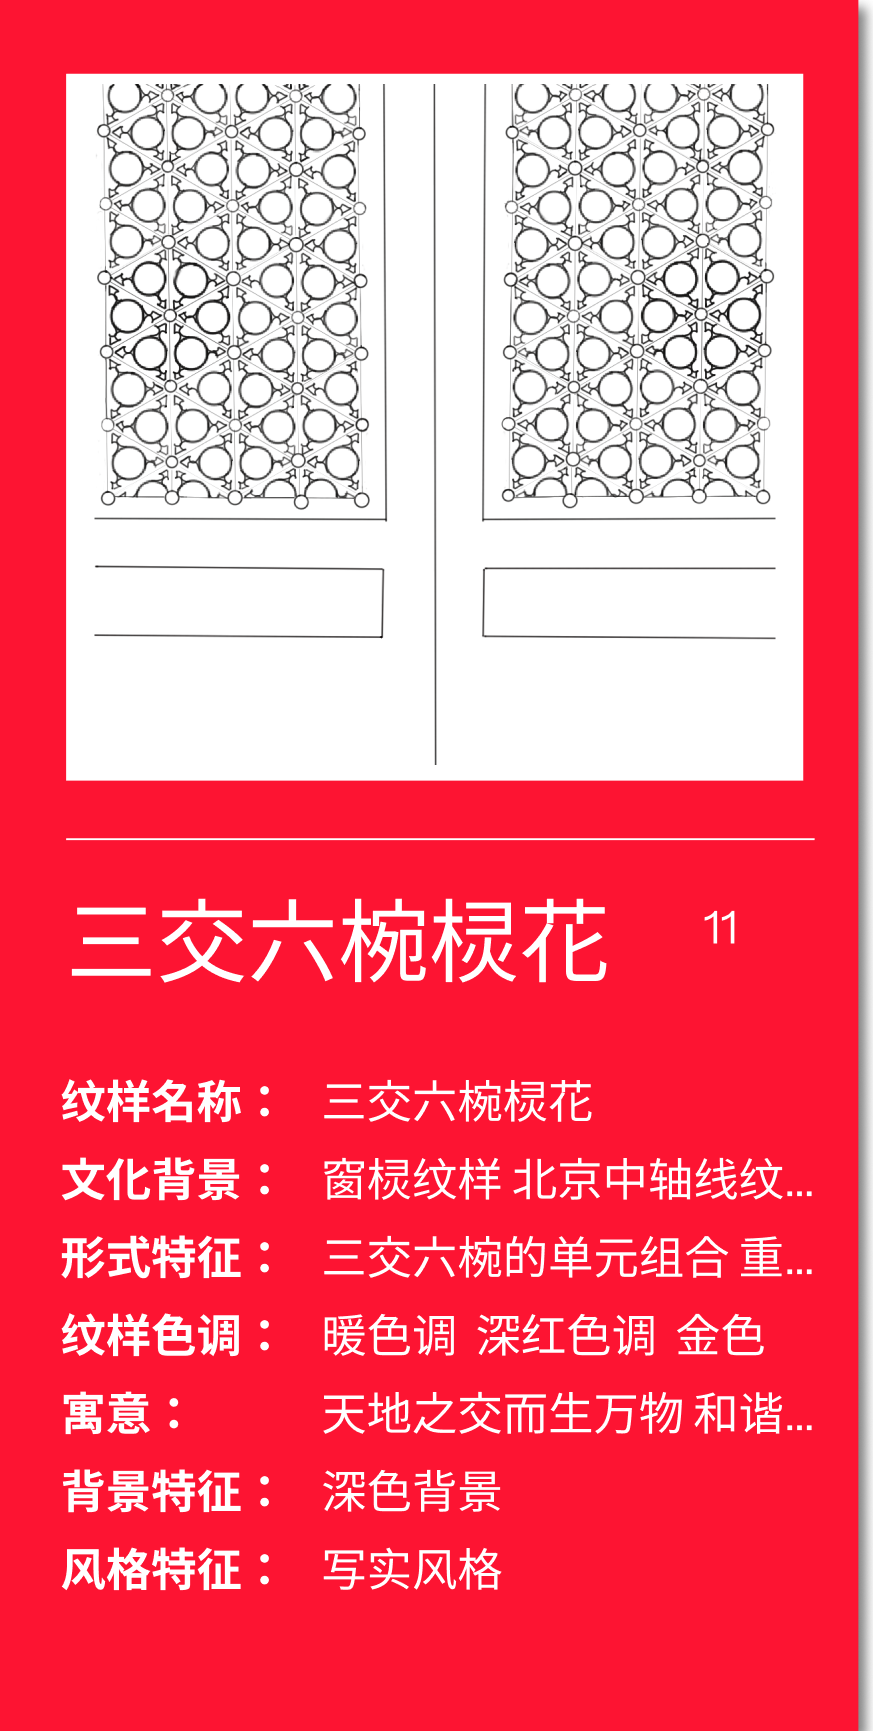 三交六椀棂花 11
纹样名称： 三交六椀棂花
文化背景： 窗棂纹样 北京中轴线纹...
形式特征： 三交六椀的单元组合 重...
纹样色调： 暖色调 深红色调 金色
寓意： 天地之交而生万物 和谐...
背景特征： 深色背景
风格特征： 写实风格